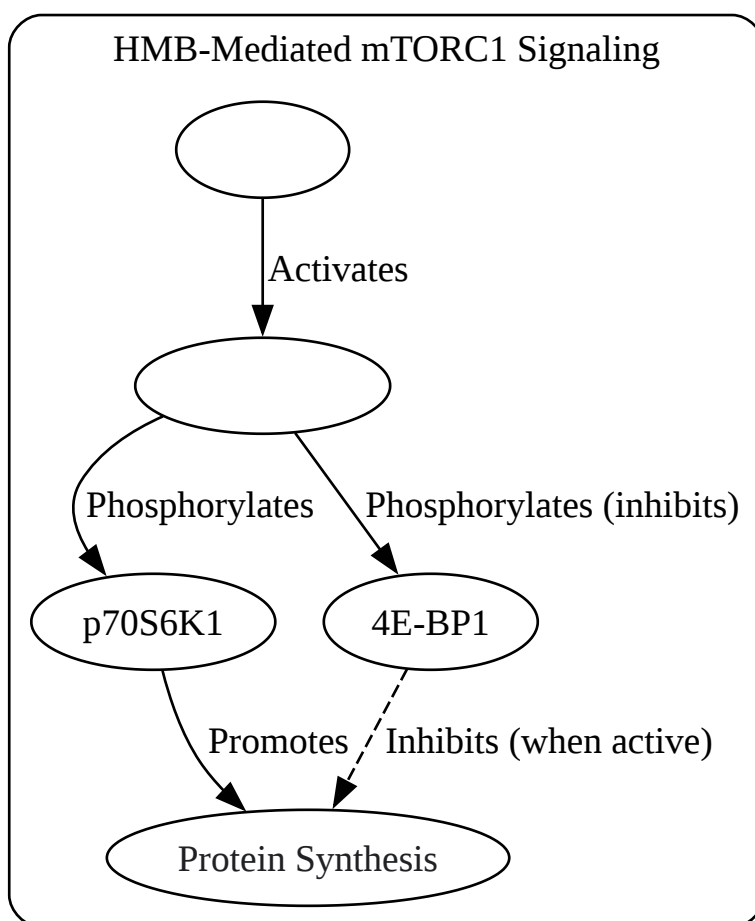 HMB-Mediated mTORC1 Signaling
Activates
Phosphorylates
Phosphorylates (inhibits)
p70S6K1
4E-BP1
Promotes
Inhibits (when active)
Protein Synthesis